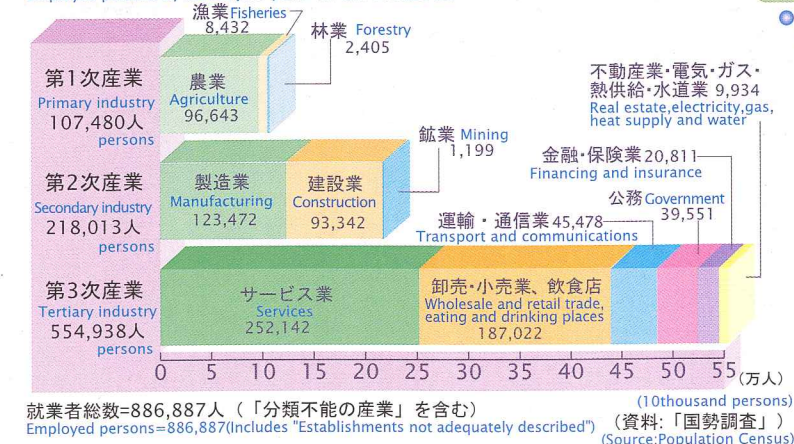 漁業 Fisheries
8,432
林業 Forestry
2,405
第1次産業
Primary industry
107,480人
persons
農業
Agriculture
96,643
不動産業・電気・ガス・
熱供給・水道業 9,934
Real estate,electricity,gas,
heat supply and water
第2次産業
Secondary industry
218,013人
persons
製造業
Manufacturing
123,472
建設業
Construction
93,342
鉱業 Mining
1,199
金融・保険業 20,811
Financing and insurance
公務 Government
39,551
運輸・通信業 45,478
Transport and communications
第3次産業
Tertiary industry
554,938人
persons
サービス業
Services
252,142
卸売・小売業、飲食店
Wholesale and retail trade,
eating and drinking places
187,022
0 5 10 15 20 25 30 35 40 45 50 55 (万人)
(10thousand persons)
就業者総数=886,887人（「分類不能の産業」を含む）
Employed persons=886,887(Includes "Establishments not adequately described")
（資料:「国勢調査」）
(Source:Population Census)